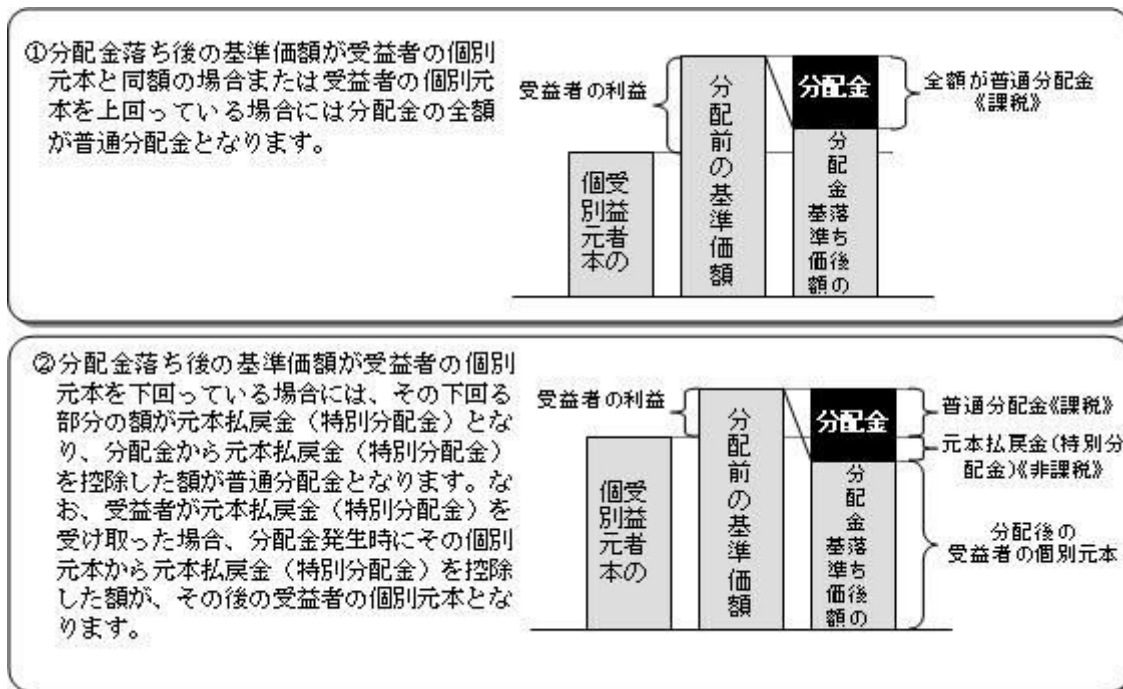 ①分配金落ち後の基準価額が受益者の個別
元本と同額の場合または受益者の個別元
本を上回っている場合には分配金の全額
が普通分配金となります。
受益者の利益
受益者の
個別元本
分配前の基準価額
分配金
分配金落ち後の
基準価額
全額が普通分配金
《課税》
②分配金落ち後の基準価額が受益者の個別
元本を下回っている場合には、その下回る
部分の額が元本払戻金（特別分配金）とな
り、分配金から元本払戻金（特別分配金）
を控除した額が普通分配金となります。な
お、受益者が元本払戻金（特別分配金）を
受け取った場合、分配金発生時にその個別
元本から元本払戻金（特別分配金）を控除
した額が、その後の受益者の個別元本とな
ります。
受益者の利益
受益者の
個別元本
分配前の基準価額
分配金
分配金落ち後の
基準価額
普通分配金《課税》
元本払戻金(特別分
配金)《非課税》
分配後の
受益者の個別元本